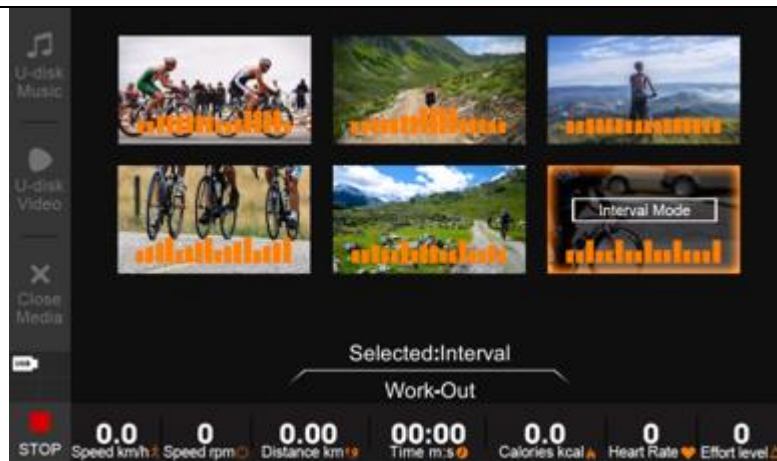 U-disk
Music
U-disk
Video
Close
Media
Interval Mode
Selected:Interval
Work-Out
STOP
0.0
Speed km/h
0
Speed rpm
0.00
Distance km
00:00
Time m:s
0.0
Calories kcal
0
Heart Rate
0
Effort level